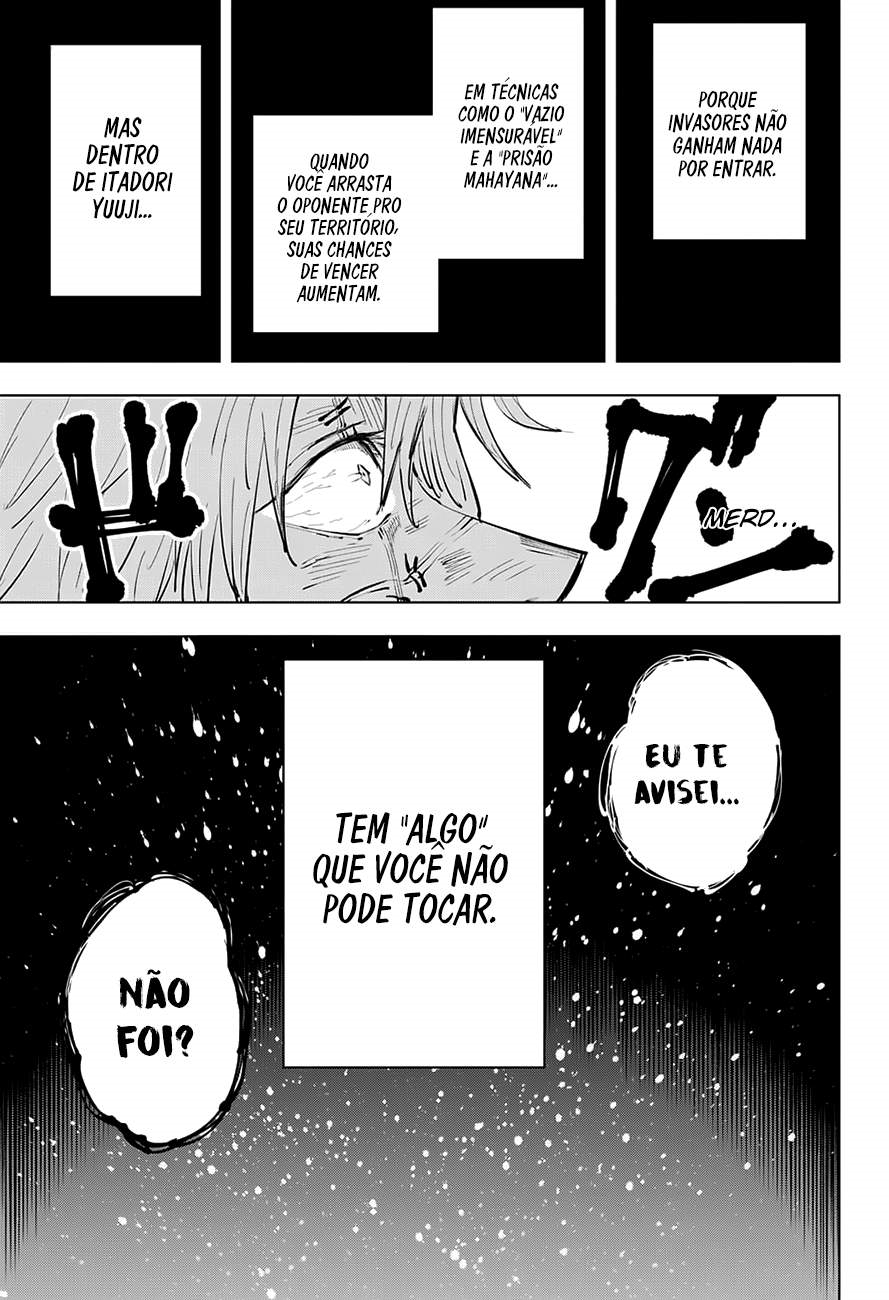 PORQUE
INVASORES NÃO
GANHAM NADA
POR ENTRAR.
EM TÉCNICAS
COMO O "VAZIO
IMENSURÁVEL"
E A "PRISÃO
MAHAYANA"...
QUANDO
VOCÊ ARRASTA
O OPONENTE PRO
SEU TERRITÓRIO,
SUAS CHANCES
DE VENCER
AUMENTAM.
MAS
DENTRO
DE ITADORI
YUUJI...
MERD...
EU TE
AVISEI...
TEM "ALGO"
QUE VOCÊ NÃO
PODE TOCAR.
NÃO
FOI?